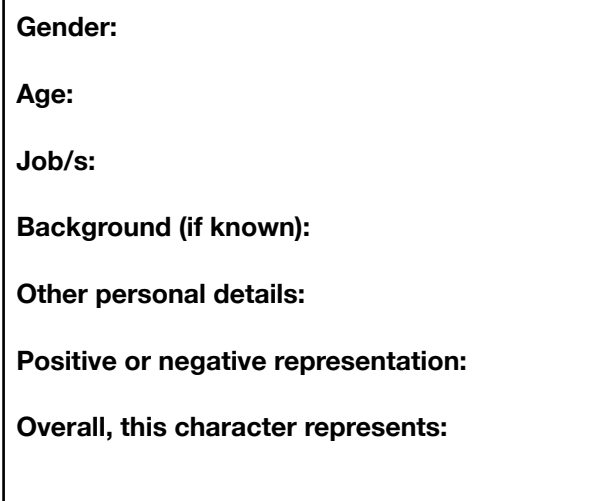 Gender:
Age:
Job/s:
Background (if known):
Other personal details:
Positive or negative representation:
Overall, this character represents: